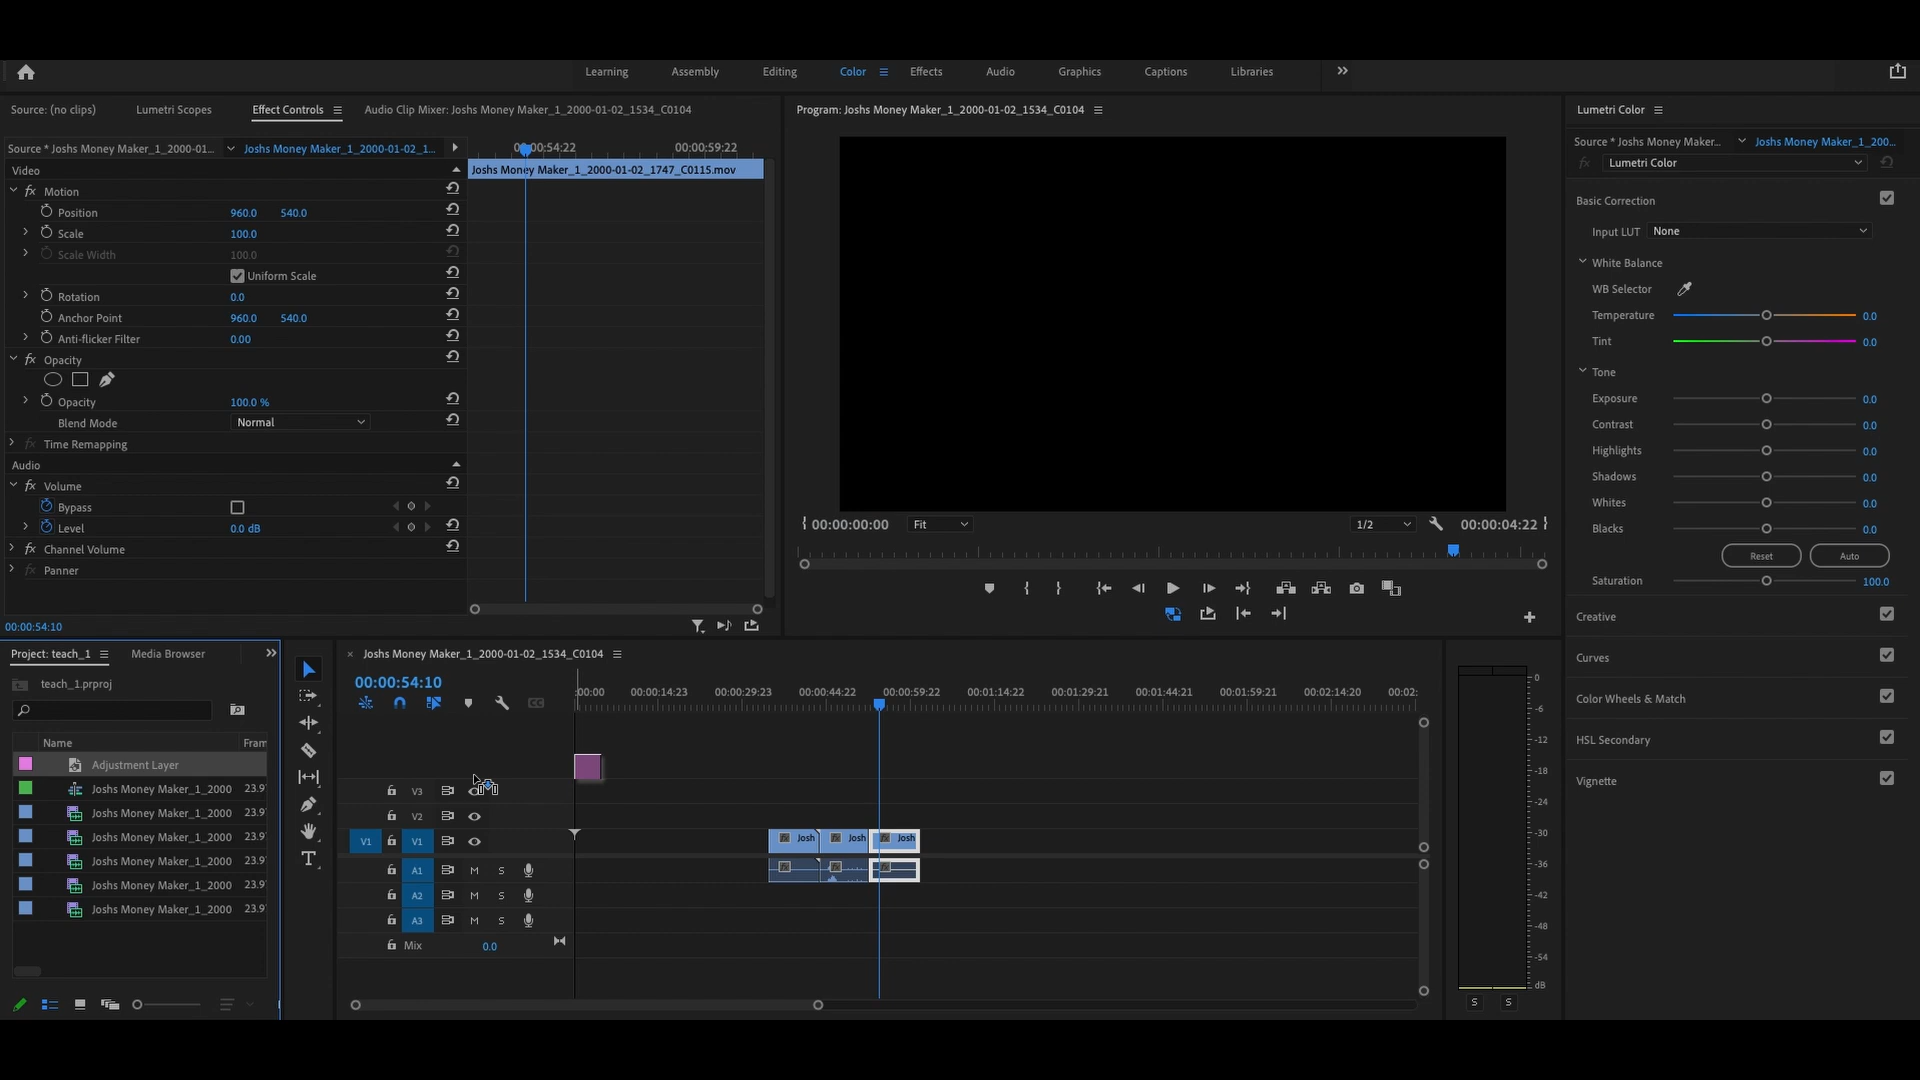 Learning Assembly Editing Color Effects Audio Graphics Captions Libraries
Source: (no clips) Lumetri Scopes Effect Controls Audio Clip Mixer: Joshs Money Maker_1_2000-01-02_1534_C0104
Source * Joshs Money Maker_1_2000-01... Joshs Money Maker_1_2000-01-02_1...
00:00:54:22 00:00:59:22
Video
Joshs Money Maker_1_2000-01-02_1747_C0115.mov
fx Motion
Position 960.0 540.0
Scale 100.0
Scale Width 100.0
Uniform Scale
Rotation 0.0
Anchor Point 960.0 540.0
Anti-flicker Filter 0.00
fx Opacity
Opacity 100.0 %
Blend Mode Normal
fx Time Remapping
Audio
fx Volume
Bypass
Level 0.0 dB
fx Channel Volume
fx Panner
00:00:54:10
Program: Joshs Money Maker_1_2000-01-02_1534_C0104
00:00:00:00 Fit 1/2 00:00:04:22
Lumetri Color
Source * Joshs Money Maker... Joshs Money Maker_1_200...
fx Lumetri Color
Basic Correction
Input LUT None
White Balance
WB Selector
Temperature 0.0
Tint 0.0
Tone
Exposure 0.0
Contrast 0.0
Highlights 0.0
Shadows 0.0
Whites 0.0
Blacks 0.0
Reset Auto
Saturation 100.0
Creative
Curves
Color Wheels & Match
HSL Secondary
Vignette
Project: teach_1 Media Browser
teach_1.prproj
Name Fram
Adjustment Layer
Joshs Money Maker_1_2000 23.9
Joshs Money Maker_1_2000 23.9
Joshs Money Maker_1_2000 23.9
Joshs Money Maker_1_2000 23.9
Joshs Money Maker_1_2000 23.9
Joshs Money Maker_1_2000 23.9
× Joshs Money Maker_1_2000-01-02_1534_C0104
00:00:54:10
:00:00 00:00:14:23 00:00:29:23 00:00:44:22 00:00:59:22 00:01:14:22 00:01:29:21 00:01:44:21 00:01:59:21 00:02:14:20 00:02:
V3
V2
V1 V1 fx Josh fx Josh fx Josh
A1 M S
A2 M S
A3 M S
Mix 0.0
0
-6
-12
-18
-24
-30
-36
-42
-48
-54
dB
S S